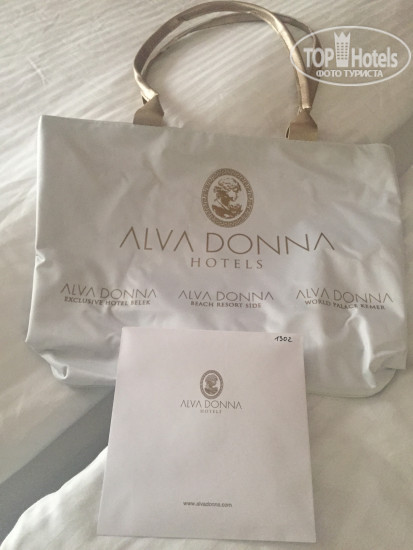 TOP Hotels
ФОТО ТУРИСТА
ALVA DONNA
HOTELS
ALVA DONNA
EXCLUSIVE HOTEL BELEK
ALVA DONNA
BEACH RESORT SIDE
ALVA DONNA
WORLD PALACE KEMER
1302
ALVA DONNA
HOTELS
www.alvadonna.com